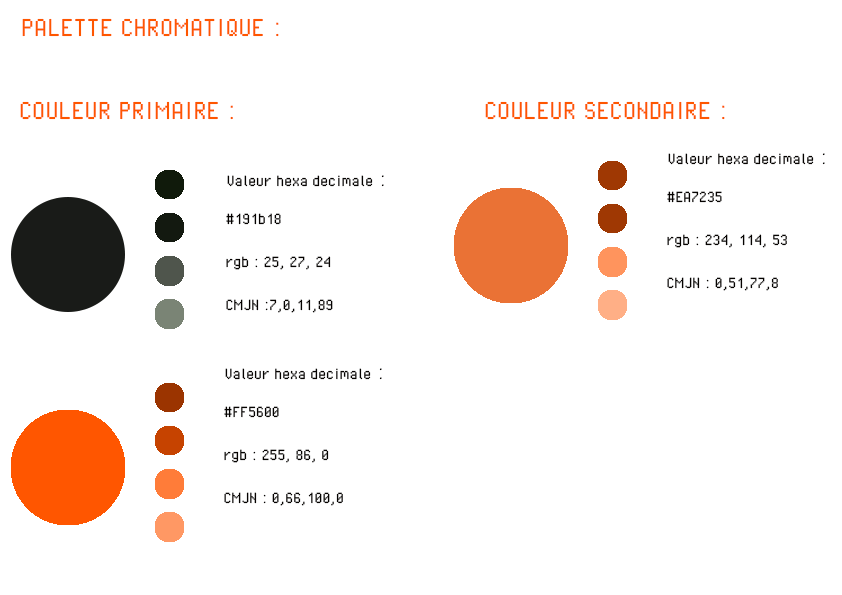 PALETTE CHROMATIQUE :
COULEUR PRIMAIRE :
Valeur hexa decimale :
#191b18
rgb : 25, 27, 24
CMJN :7,0,11,89
Valeur hexa decimale :
#FF5600
rgb : 255, 86, 0
CMJN : 0,66,100,0
COULEUR SECONDAIRE :
Valeur hexa decimale :
#EA7235
rgb : 234, 114, 53
CMJN : 0,51,77,8